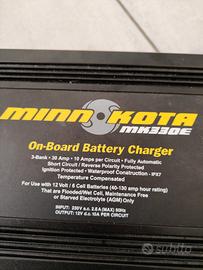 MINN KOTA
MK330E
On-Board Battery Charger
3-Bank • 30 Amp • 10 Amps per Circuit • Fully Automatic
Short Circuit / Reverse Polarity Protected
Ignition Protected • Waterproof Construction - IPX7
Temperature Compensated
For Use with 12 Volt / 6 Cell Batteries (40-130 amp hour rating)
That are Flooded/Wet Cell, Maintenance Free
or Starved Electrolyte (AGM) Only
INPUT: 230V a.c. 2.6A (MAX) 50Hz
OUTPUT: 12V d.c. 10A PER CIRCUIT
subito